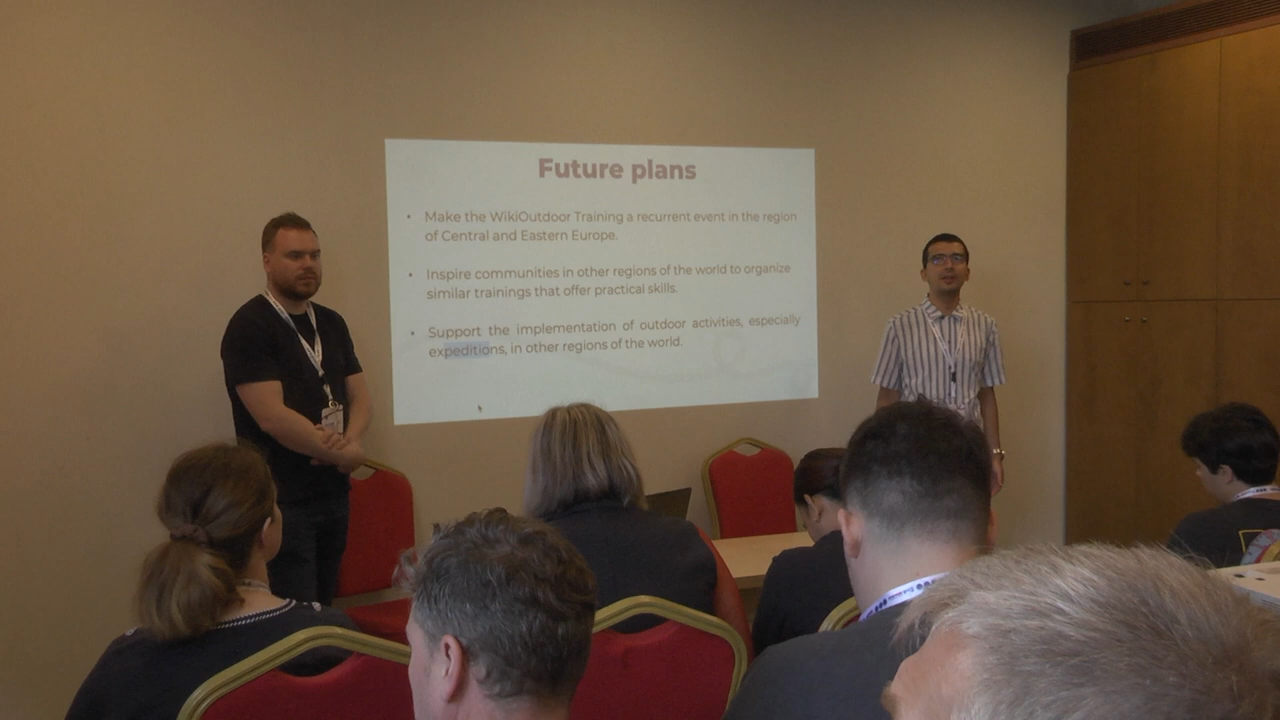 Future plans
• Make the WikiOutdoor Training a recurrent event in the region
of Central and Eastern Europe.
• Inspire communities in other regions of the world to organize
similar trainings that offer practical skills.
• Support the implementation of outdoor activities, especially
expeditions, in other regions of the world.